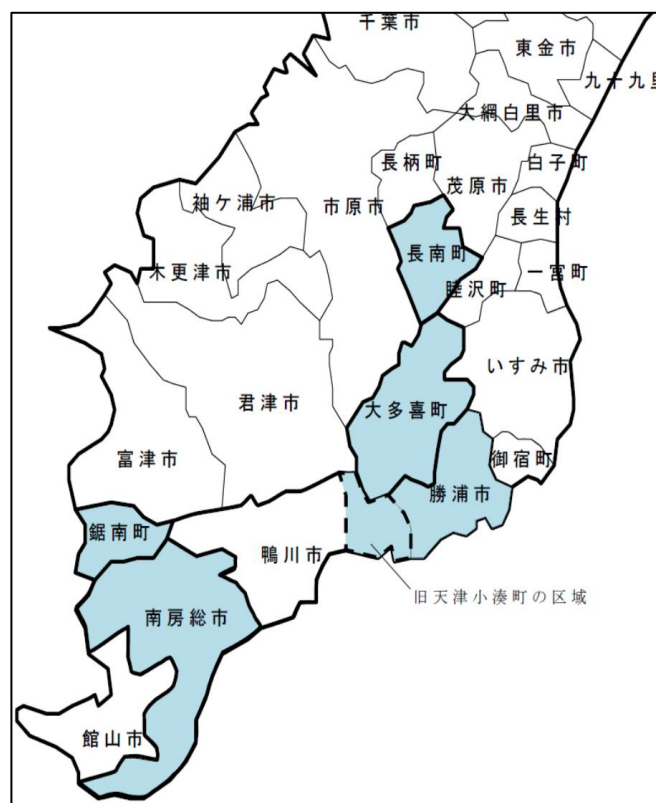 千葉市
東金市
九十九里
大網白里市
長柄町
茂原市
白子町
袖ケ浦市
市原市
長生村
長南町
木更津市
睦沢町
一宮町
いすみ市
君津市
大多喜町
富津市
御宿町
勝浦市
鋸南町
鴨川市
旧天津小湊町の区域
南房総市
館山市